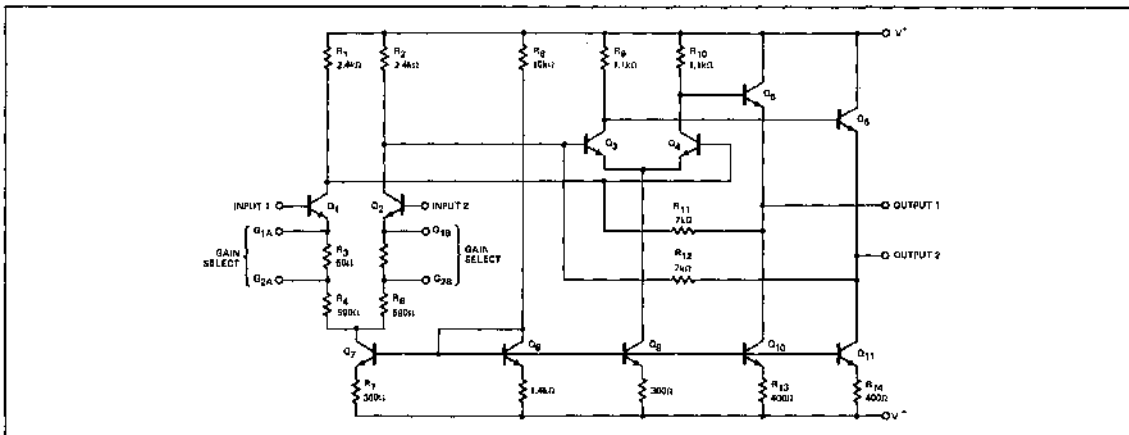 V+
R1
2.4kΩ
R2
2.4kΩ
R8
10kΩ
R9
1.1kΩ
R10
1.1kΩ
Q5
Q6
Q3
Q4
INPUT 1
Q1
Q2
INPUT 2
R11
7kΩ
OUTPUT 1
G1A
G1B
GAIN
SELECT
R3
50Ω
GAIN
SELECT
R12
7kΩ
OUTPUT 2
G2A
G2B
R4
590Ω
R6
590Ω
Q7
Q10
Q11
R7
300Ω
1.4kΩ
300Ω
R13
400Ω
R14
400Ω